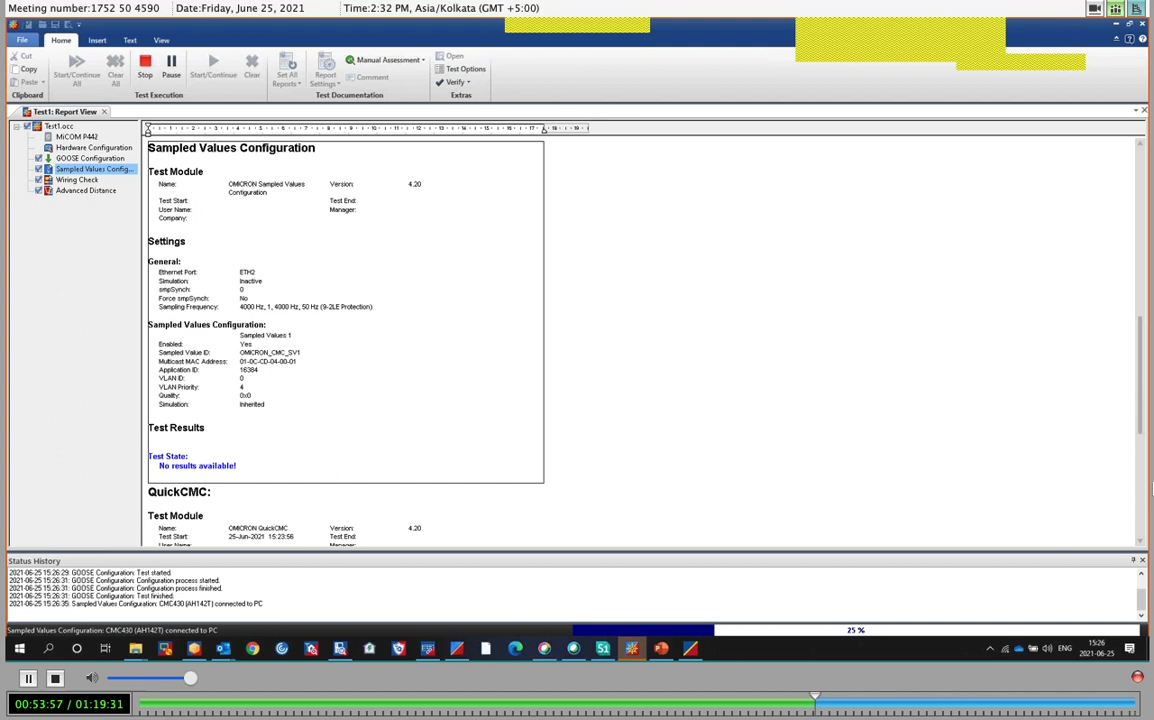 Meeting number:1752 50 4590 Date:Friday, June 25, 2021 Time:2:32 PM, Asia/Kolkata (GMT +5:00)
File Home Insert Text View
Cut
Copy
Paste
Clipboard
Start/Continue All
Clear All
Stop
Pause
Start/Continue
Clear
Test Execution
Set All Reports
Report Settings
Manual Assessment
Comment
Test Documentation
Open
Test Options
Verify
Extras
Test1: Report View
Test1.occ
MiCOM P442
Hardware Configuration
GOOSE Configuration
Sampled Values Config...
Wiring Check
Advanced Distance
Sampled Values Configuration
Test Module
Name: OMICRON Sampled Values Configuration Version: 4.20
Test Start: Test End:
User Name: Manager:
Company:
Settings
General:
Ethernet Port: ETH2
Simulation: Inactive
smpSynch: 0
Force smpSynch: No
Sampling Frequency: 4000 Hz, 1, 4000 Hz, 50 Hz (9-2LE Protection)
Sampled Values Configuration:
Sampled Values 1
Enabled: Yes
Sampled Value ID: OMICRON_CMC_SV1
Multicast MAC Address: 01-0C-CD-04-00-01
Application ID: 16384
VLAN ID: 0
VLAN Priority: 4
Quality: 0x0
Simulation: Inherited
Test Results
Test State:
No results available!
QuickCMC:
Test Module
Name: OMICRON QuickCMC Version: 4.20
Test Start: 25-Jun-2021 15:23:56 Test End:
User Name: Manager:
Status History
2021-06-25 15:26:29: GOOSE Configuration: Test started.
2021-06-25 15:26:31: GOOSE Configuration: Configuration process started.
2021-06-25 15:26:31: GOOSE Configuration: Configuration process finished.
2021-06-25 15:26:31: GOOSE Configuration: Test finished.
2021-06-25 15:26:35: Sampled Values Configuration: CMC430 (AH142T) connected to PC
Sampled Values Configuration: CMC430 (AH142T) connected to PC 25 %
ENG
15:26
2021-06-25
00:53:57 / 01:19:31